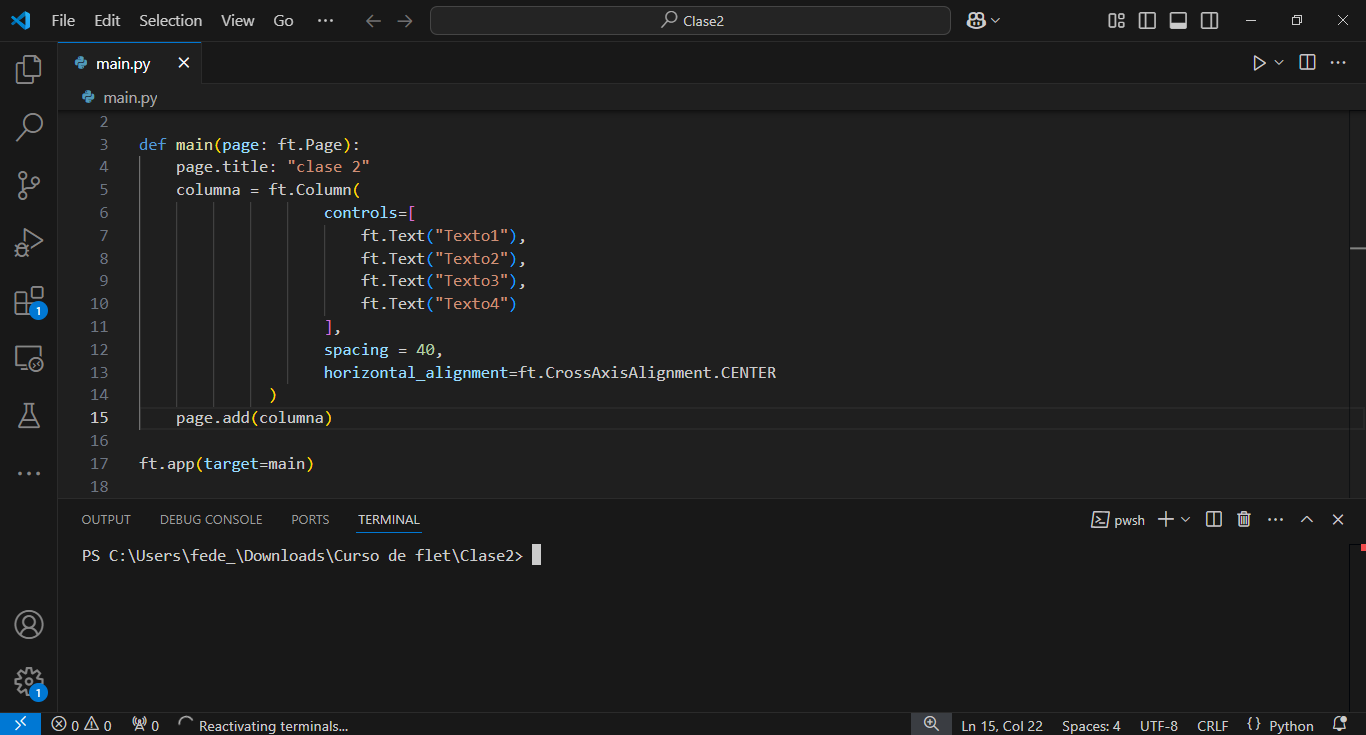 File Edit Selection View Go ··· Clase2
main.py
main.py
2
3 def main(page: ft.Page):
4     page.title: "clase 2"
5     columna = ft.Column(
6                     controls=[
7                         ft.Text("Texto1"),
8                         ft.Text("Texto2"),
9                         ft.Text("Texto3"),
10                         ft.Text("Texto4")
11                     ],
12                     spacing = 40,
13                     horizontal_alignment=ft.CrossAxisAlignment.CENTER
14               )
15     page.add(columna)
16
17 ft.app(target=main)
18
1
OUTPUT DEBUG CONSOLE PORTS TERMINAL pwsh
PS C:\Users\fede_\Downloads\Curso de flet\Clase2>
1
0 0 0 Reactivating terminals... Ln 15, Col 22 Spaces: 4 UTF-8 CRLF {} Python